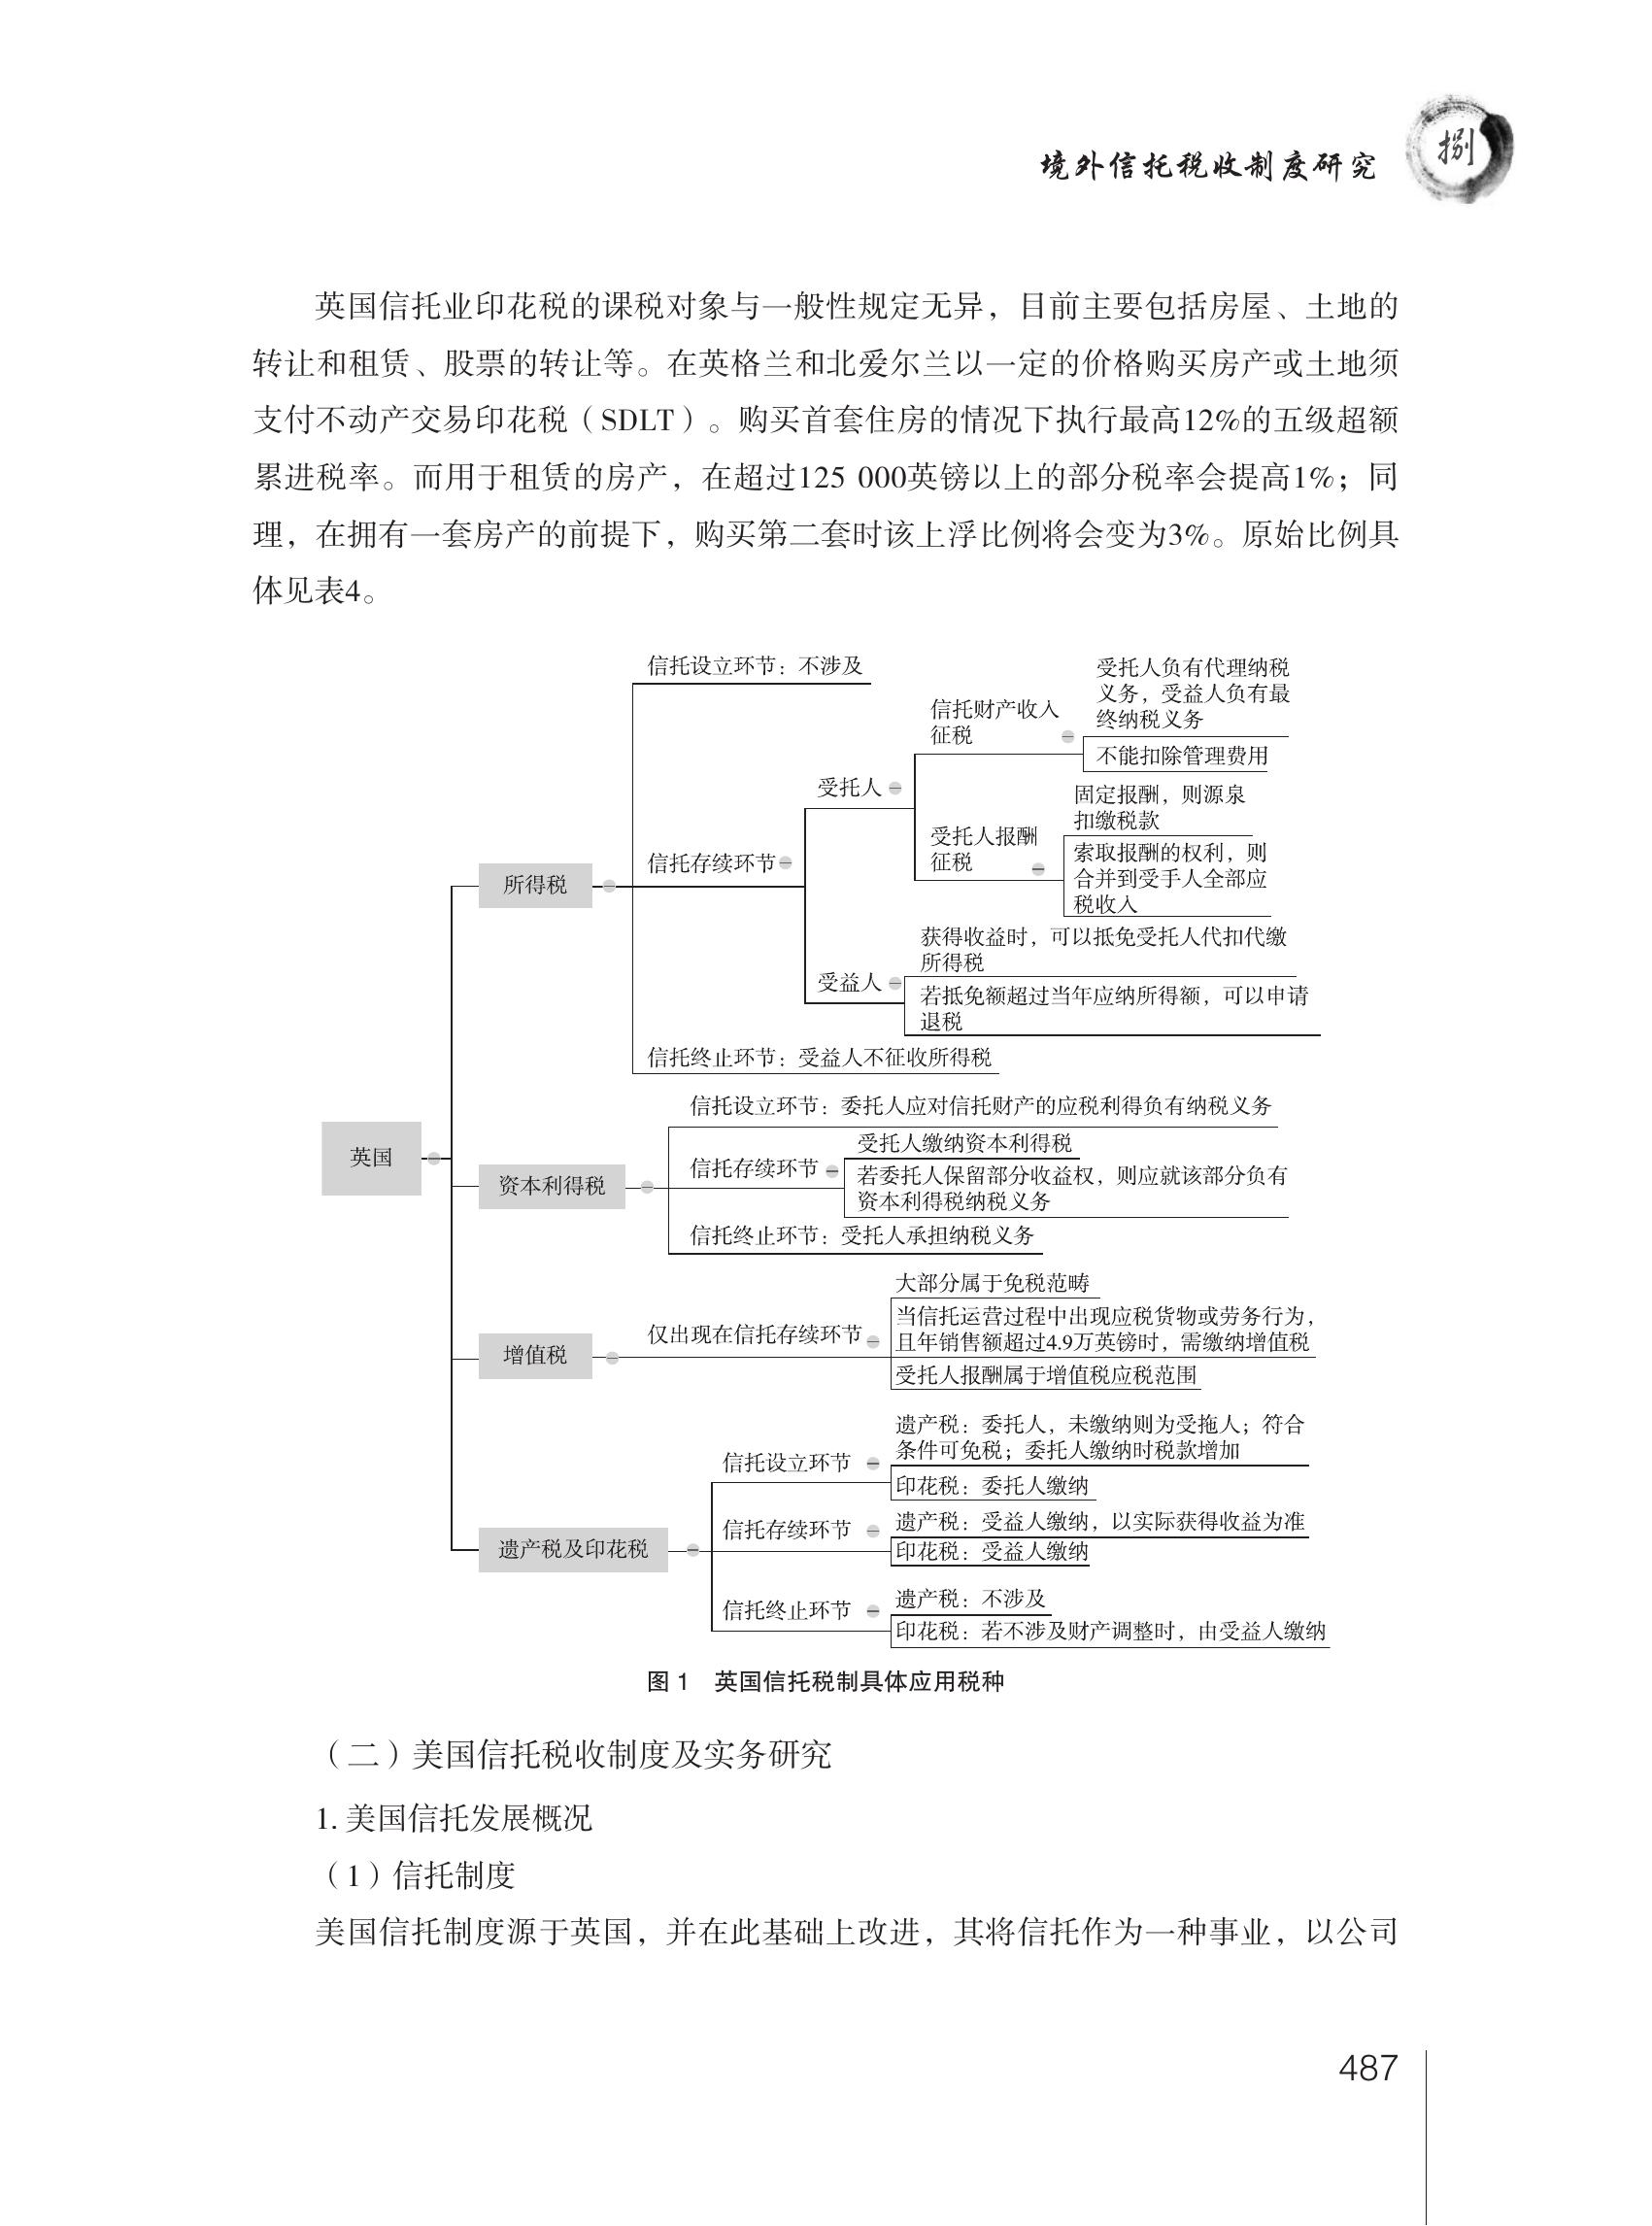 境外信托税收制度研究
捌
英国信托业印花税的课税对象与一般性规定无异，目前主要包括房屋、土地的
转让和租赁、股票的转让等。在英格兰和北爱尔兰以一定的价格购买房产或土地须
支付不动产交易印花税（SDLT）。购买首套住房的情况下执行最高12%的五级超额
累进税率。而用于租赁的房产，在超过125 000英镑以上的部分税率会提高1%；同
理，在拥有一套房产的前提下，购买第二套时该上浮比例将会变为3%。原始比例具
体见表4。
英国
所得税
信托设立环节：不涉及
信托存续环节
受托人
信托财产收入
征税
受托人负有代理纳税
义务，受益人负有最
终纳税义务
不能扣除管理费用
受托人报酬
征税
固定报酬，则源泉
扣缴税款
索取报酬的权利，则
合并到受手人全部应
税收入
受益人
获得收益时，可以抵免受托人代扣代缴
所得税
若抵免额超过当年应纳所得额，可以申请
退税
信托终止环节：受益人不征收所得税
资本利得税
信托设立环节：委托人应对信托财产的应税利得负有纳税义务
信托存续环节
受托人缴纳资本利得税
若委托人保留部分收益权，则应就该部分负有
资本利得税纳税义务
信托终止环节：受托人承担纳税义务
增值税
仅出现在信托存续环节
大部分属于免税范畴
当信托运营过程中出现应税货物或劳务行为，
且年销售额超过4.9万英镑时，需缴纳增值税
受托人报酬属于增值税应税范围
遗产税及印花税
信托设立环节
遗产税：委托人，未缴纳则为受拖人；符合
条件可免税；委托人缴纳时税款增加
印花税：委托人缴纳
信托存续环节
遗产税：受益人缴纳，以实际获得收益为准
印花税：受益人缴纳
信托终止环节
遗产税：不涉及
印花税：若不涉及财产调整时，由受益人缴纳
图 1　英国信托税制具体应用税种
（二）美国信托税收制度及实务研究
1. 美国信托发展概况
（1）信托制度
美国信托制度源于英国，并在此基础上改进，其将信托作为一种事业，以公司
487